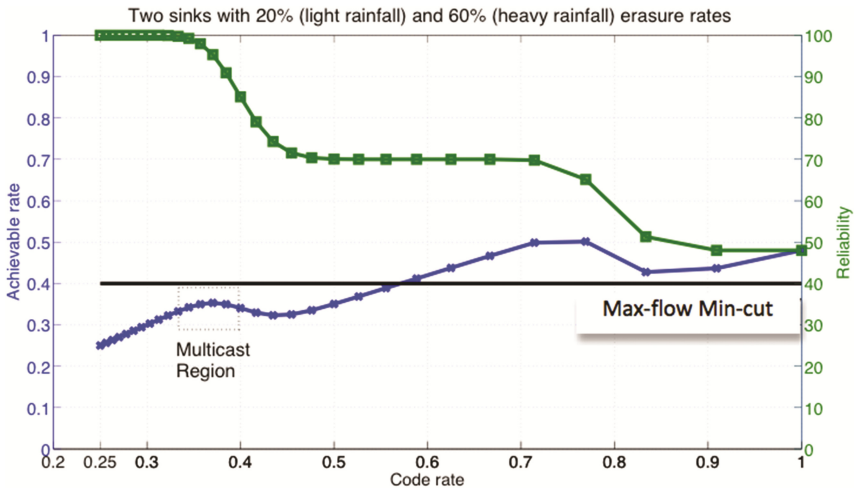 Two sinks with 20% (light rainfall) and 60% (heavy rainfall) erasure rates
1
0.9
0.8
0.7
0.6
0.5
0.4
0.3
0.2
0.1
0
Achievable rate
100
90
80
70
60
50
40
30
20
10
0
Reliability
Max-flow Min-cut
Multicast
Region
0.2 0.25 0.3 0.4 0.5 0.6 0.7 0.8 0.9 1
Code rate